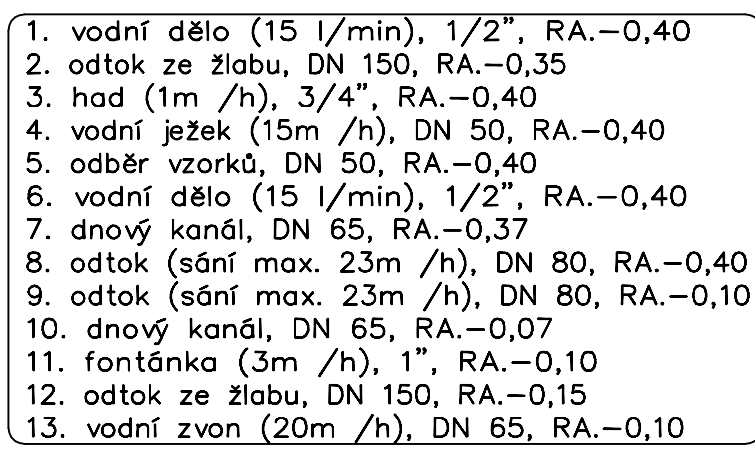 1. vodní dělo (15 l/min), 1/2”, RA.–0,40
2. odtok ze žlabu, DN 150, RA.–0,35
3. had (1m /h), 3/4”, RA.–0,40
4. vodní ježek (15m /h), DN 50, RA.–0,40
5. odběr vzorků, DN 50, RA.–0,40
6. vodní dělo (15 l/min), 1/2”, RA.–0,40
7. dnový kanál, DN 65, RA.–0,37
8. odtok (sání max. 23m /h), DN 80, RA.–0,40
9. odtok (sání max. 23m /h), DN 80, RA.–0,10
10. dnový kanál, DN 65, RA.–0,07
11. fontánka (3m /h), 1”, RA.–0,10
12. odtok ze žlabu, DN 150, RA.–0,15
13. vodní zvon (20m /h), DN 65, RA.–0,10